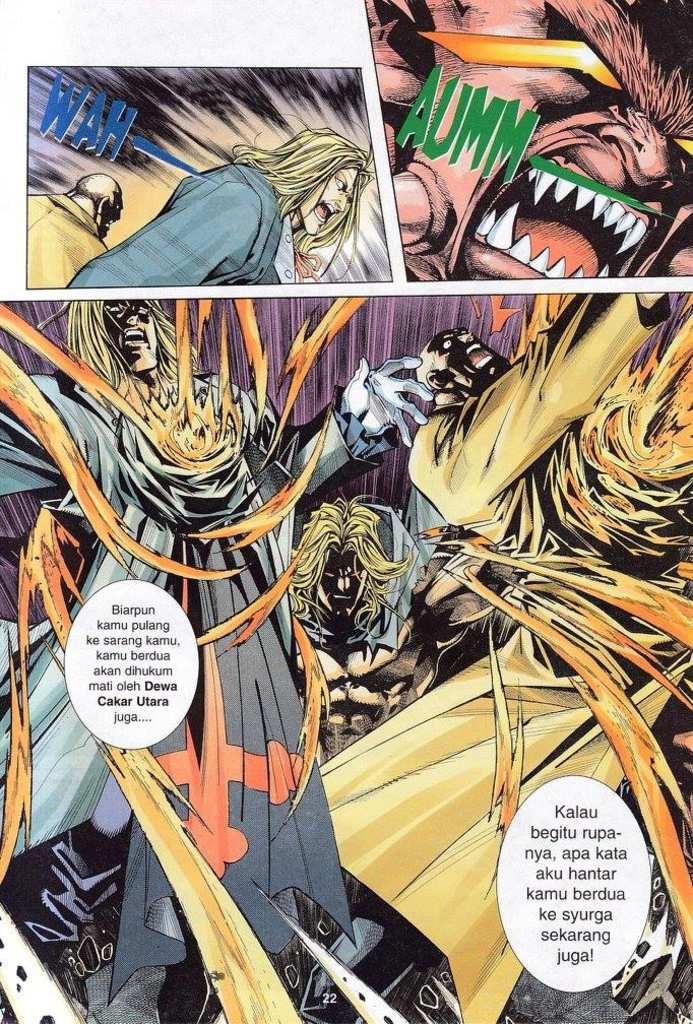 WAH
AUMM
Biarpun
kamu pulang
ke sarang kamu,
kamu berdua
akan dihukum
mati oleh Dewa
Cakar Utara
juga....
Kalau
begitu rupa-
nya, apa kata
aku hantar
kamu berdua
ke syurga
sekarang
juga!
22